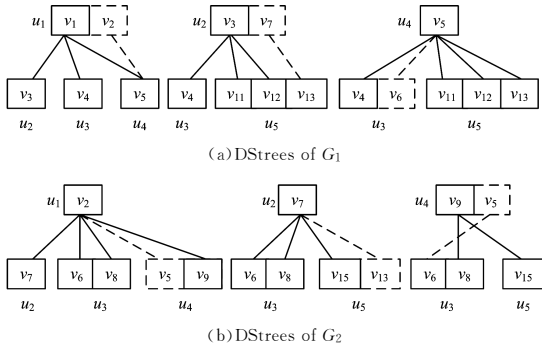 u1 v1 v2 u2 v3 v7 u4 v5
v3 v4 v5 v4 v11 v12 v13 v4 v6 v11 v12 v13
u2 u3 u4 u3 u5 u3 u5
(a)DStrees of G1
u1 v2 u2 v7 u4 v9 v5
v7 v6 v8 v5 v9 v6 v8 v15 v13 v6 v8 v15
u2 u3 u4 u3 u5 u3 u5
(b)DStrees of G2